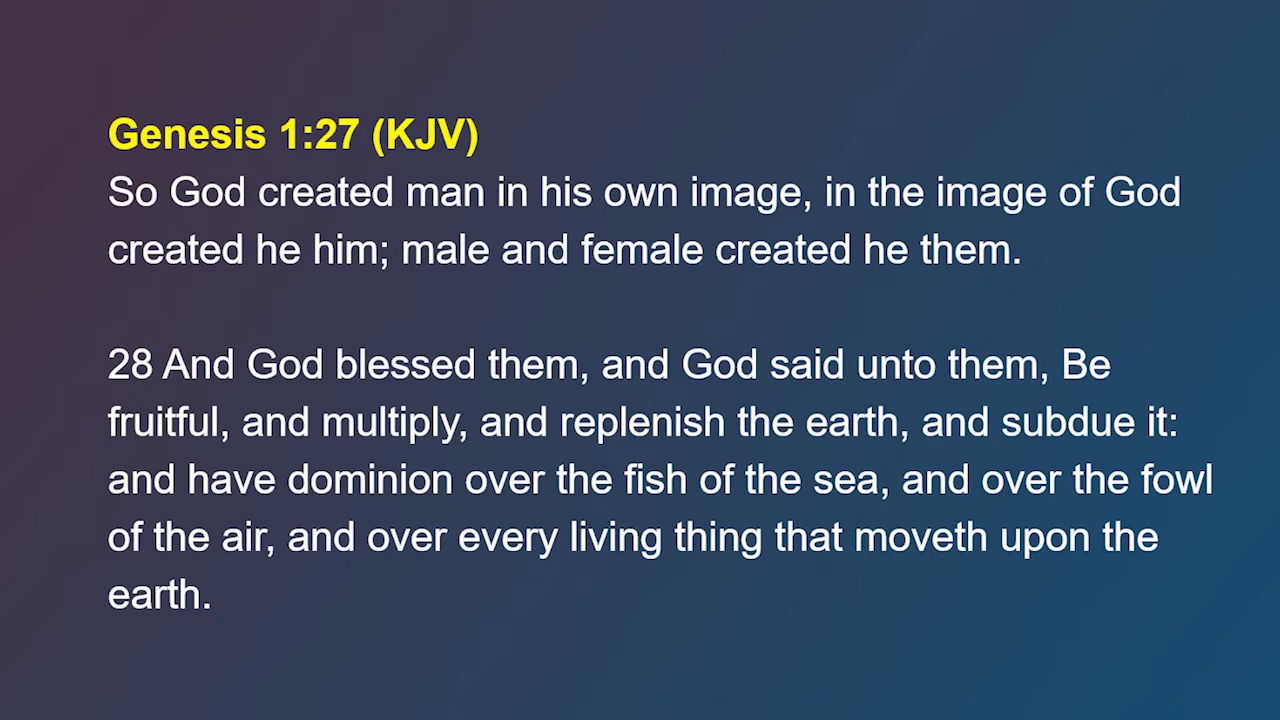 Genesis 1:27 (KJV)
So God created man in his own image, in the image of God
created he him; male and female created he them.
28 And God blessed them, and God said unto them, Be
fruitful, and multiply, and replenish the earth, and subdue it:
and have dominion over the fish of the sea, and over the fowl
of the air, and over every living thing that moveth upon the
earth.